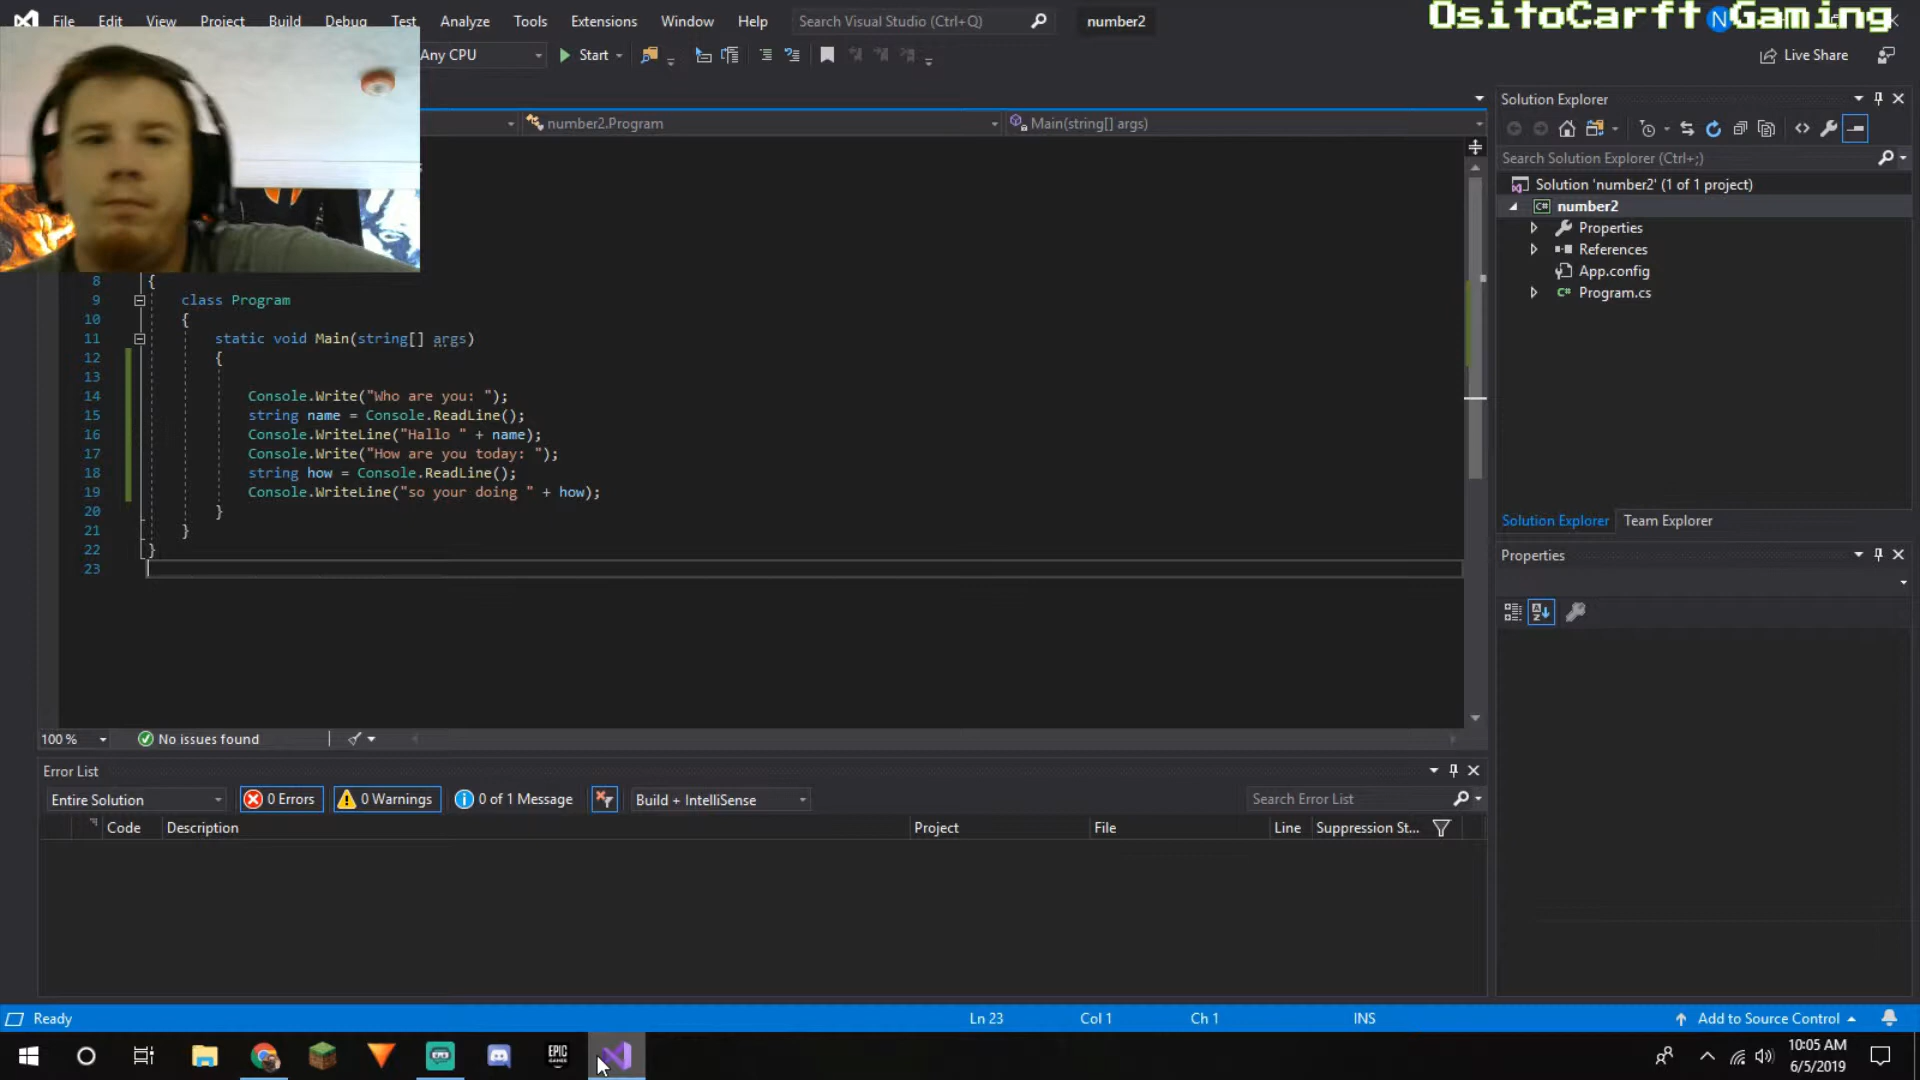 File Edit View Project Build Debug Test Analyze Tools Extensions Window Help Search Visual Studio (Ctrl+Q) number2 OsitoCarft Gaming
Any CPU Start Live Share
number2.Program Main(string[] args)
Solution Explorer
Search Solution Explorer (Ctrl+;)
Solution 'number2' (1 of 1 project)
number2
Properties
References
App.config
Program.cs
Solution Explorer Team Explorer
Properties
8 {
9 class Program
10 {
11 static void Main(string[] args)
12 {
13
14 Console.Write("Who are you: ");
15 string name = Console.ReadLine();
16 Console.WriteLine("Hallo " + name);
17 Console.Write("How are you today: ");
18 string how = Console.ReadLine();
19 Console.WriteLine("so your doing " + how);
20 }
21 }
22 }
23
100 % No issues found
Error List
Entire Solution 0 Errors 0 Warnings 0 of 1 Message Build + IntelliSense Search Error List
Code Description Project File Line Suppression St...
Ready Ln 23 Col 1 Ch 1 INS Add to Source Control
EPIC GAMES
10:05 AM
6/5/2019